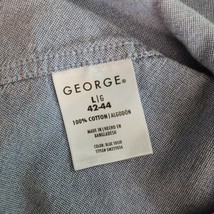 GEORGE.
L|G
42-44
100% COTTON|ALGODÓN
MADE IN|HECHO EN
BANGLADESH
COLOR: BLUE